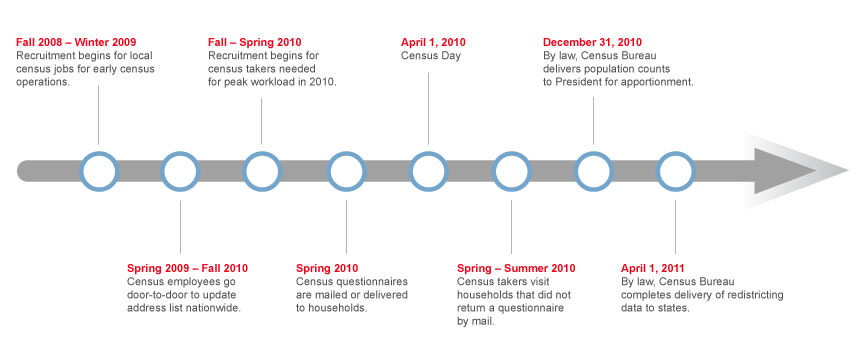 Fall 2008 – Winter 2009
Recruitment begins for local
census jobs for early census
operations.
Spring 2009 – Fall 2010
Census employees go
door-to-door to update
address list nationwide.
Fall – Spring 2010
Recruitment begins for
census takers needed
for peak workload in 2010.
Spring 2010
Census questionnaires
are mailed or delivered
to households.
April 1, 2010
Census Day
Spring – Summer 2010
Census takers visit
households that did not
return a questionnaire
by mail.
December 31, 2010
By law, Census Bureau
delivers population counts
to President for apportionment.
April 1, 2011
By law, Census Bureau
completes delivery of redistricting
data to states.